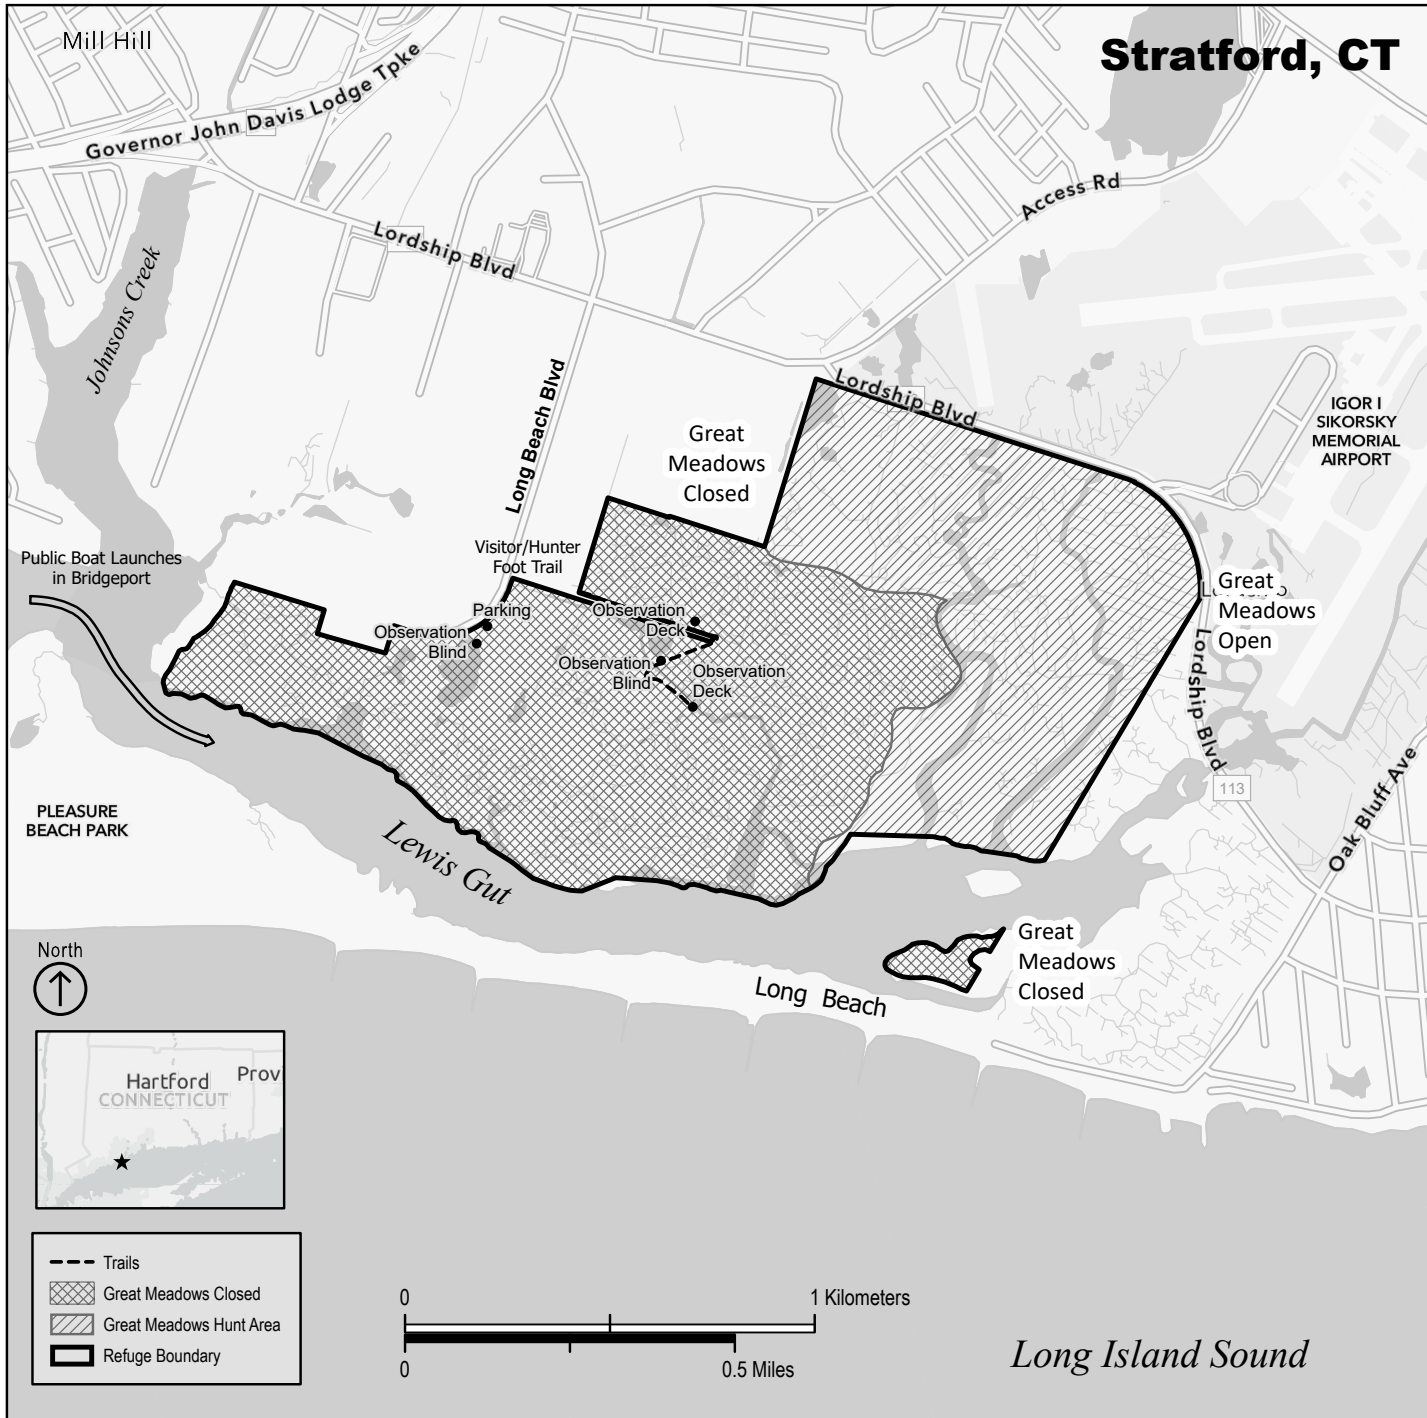 Mill Hill
Stratford, CT
Governor John Davis Lodge Tpke
Access Rd
Lordship Blvd
Johnsons Creek
Long Beach Blvd
Lordship Blvd
IGOR I
SIKORSKY
MEMORIAL
AIRPORT
Great
Meadows
Closed
Visitor/Hunter
Foot Trail
Public Boat Launches
in Bridgeport
Parking
Observation
Blind
Observation
Deck
Observation
Blind
Observation
Deck
Great
Meadows
Open
Lordship Blvd
113
Oak Bluff Ave
PLEASURE
BEACH PARK
Lewis Gut
Great
Meadows
Closed
Long Beach
North
Hartford
Prov
CONNECTICUT
Trails
Great Meadows Closed
Great Meadows Hunt Area
Refuge Boundary
0
1 Kilometers
0
0.5 Miles
Long Island Sound